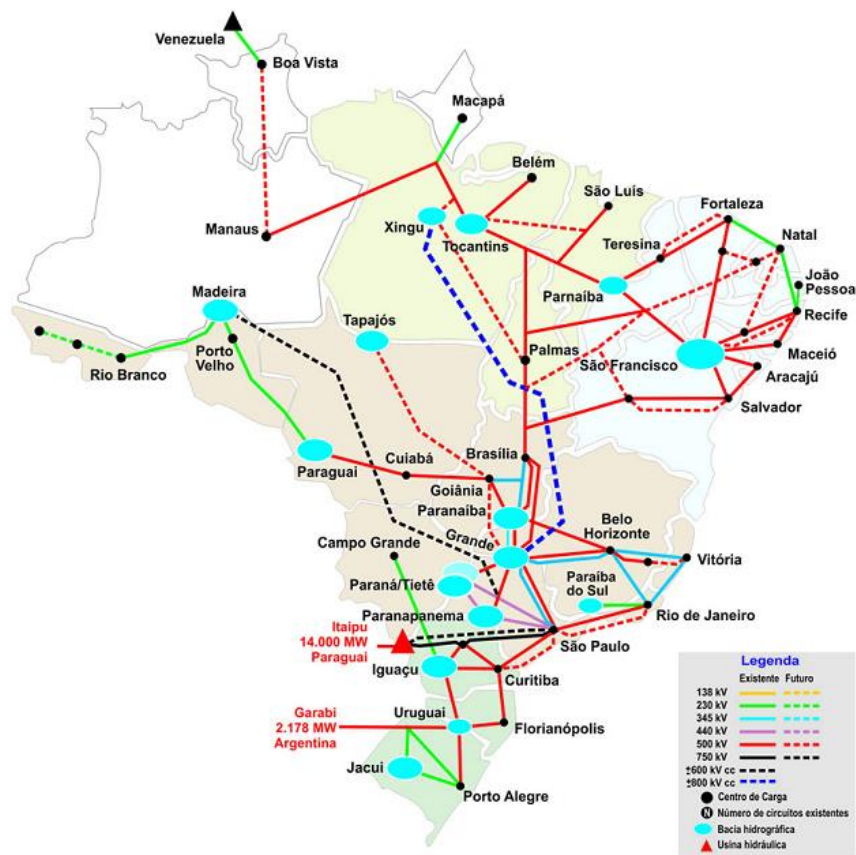 Venezuela
Boa Vista
Macapá
Belém
São Luís
Fortaleza
Xingu
Tocantins
Teresina
Natal
Manaus
João
Pessoa
Madeira
Parnaíba
Recife
Tapajós
Palmas
São Francisco
Maceió
Rio Branco
Porto
Velho
Aracajú
Salvador
Paraguai
Cuiabá
Brasília
Goiânia
Paranaíba
Belo
Horizonte
Campo Grande
Grande
Vitória
Paraná/Tietê
Paraíba
do Sul
Paranapanema
Rio de Janeiro
Itaipu
14.000 MW
Paraguai
São Paulo
Iguaçu
Curitiba
Garabi
2.178 MW
Argentina
Uruguai
Florianópolis
Jacui
Porto Alegre
Legenda
Existente Futuro
138 kV
230 kV
345 kV
440 kV
500 kV
750 kV
±600 kV cc
±800 kV cc
Centro de Carga
N Número de circuitos existentes
Bacia hidrográfica
Usina hidráulica